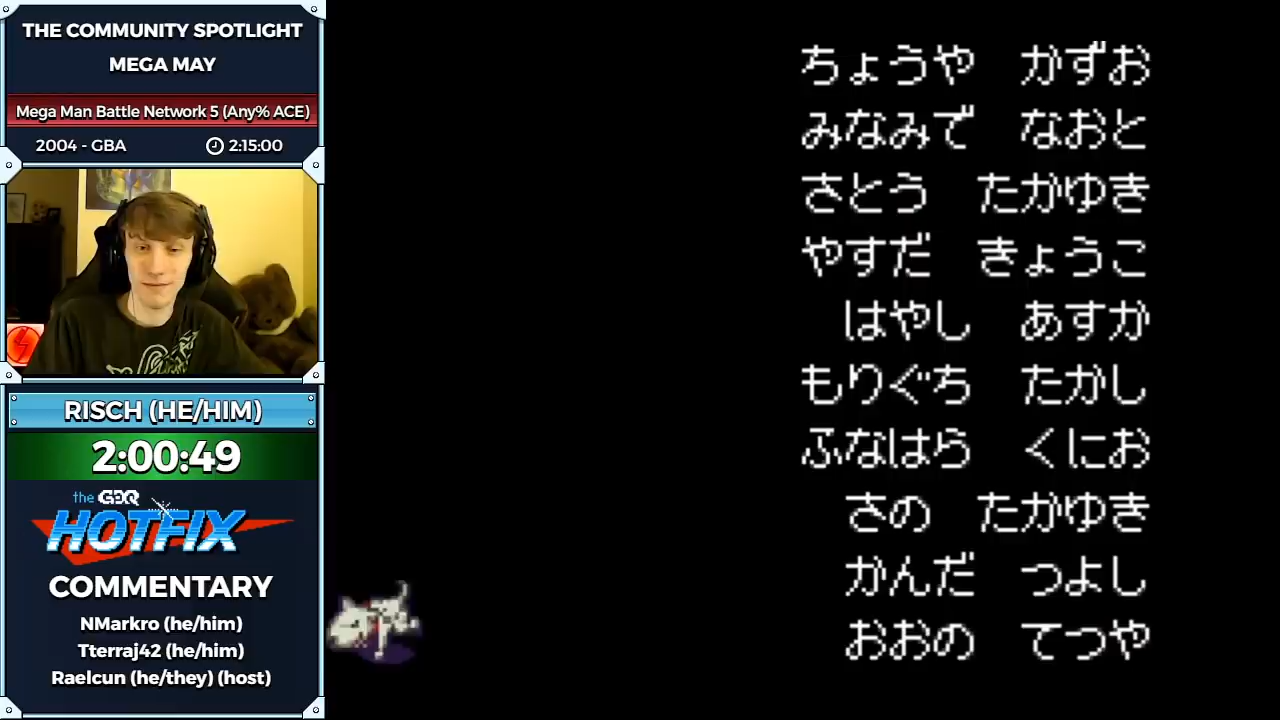 THE COMMUNITY SPOTLIGHT
MEGA MAY
Mega Man Battle Network 5 (Any% ACE)
2004 - GBA 2:15:00
RISCH (HE/HIM)
2:00:49
the GDQ
HOTFIX
COMMENTARY
NMarkro (he/him)
Tterraj42 (he/him)
Raelcun (he/they) (host)
ちょうや　かずお
みなみで　なおと
さとう　たかゆき
やすだ　きょうこ
はやし　あすか
もりぐち　たかし
ふなはら　くにお
さの　たかゆき
かんだ　つよし
おおの　てつや